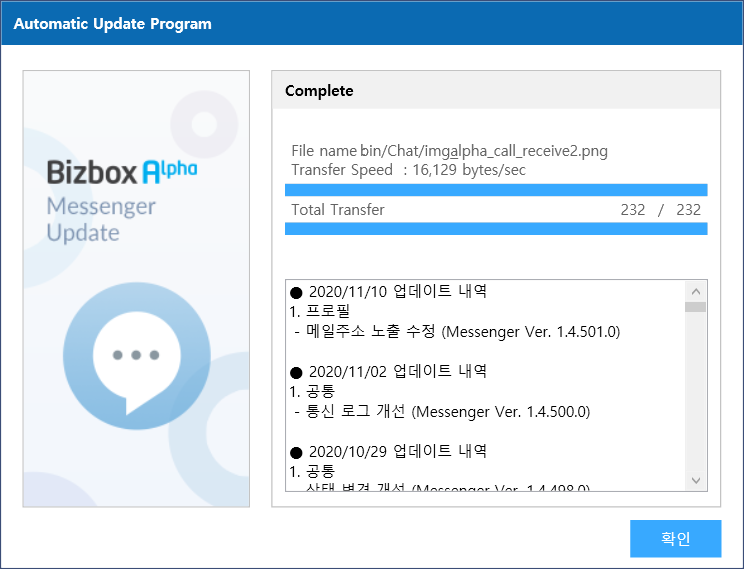 Automatic Update Program
Bizbox Alpha
Messenger
Update
Complete
File name bin/Chat/imgalpha_call_receive2.png
Transfer Speed : 16,129 bytes/sec
Total Transfer 232 / 232
● 2020/11/10 업데이트 내역
1. 프로필
- 메일주소 노출 수정 (Messenger Ver. 1.4.501.0)
● 2020/11/02 업데이트 내역
1. 공통
- 통신 로그 개선 (Messenger Ver. 1.4.500.0)
● 2020/10/29 업데이트 내역
1. 공통
- 상태 변경 개선 (Messenger Ver. 1.4.498.0)
확인